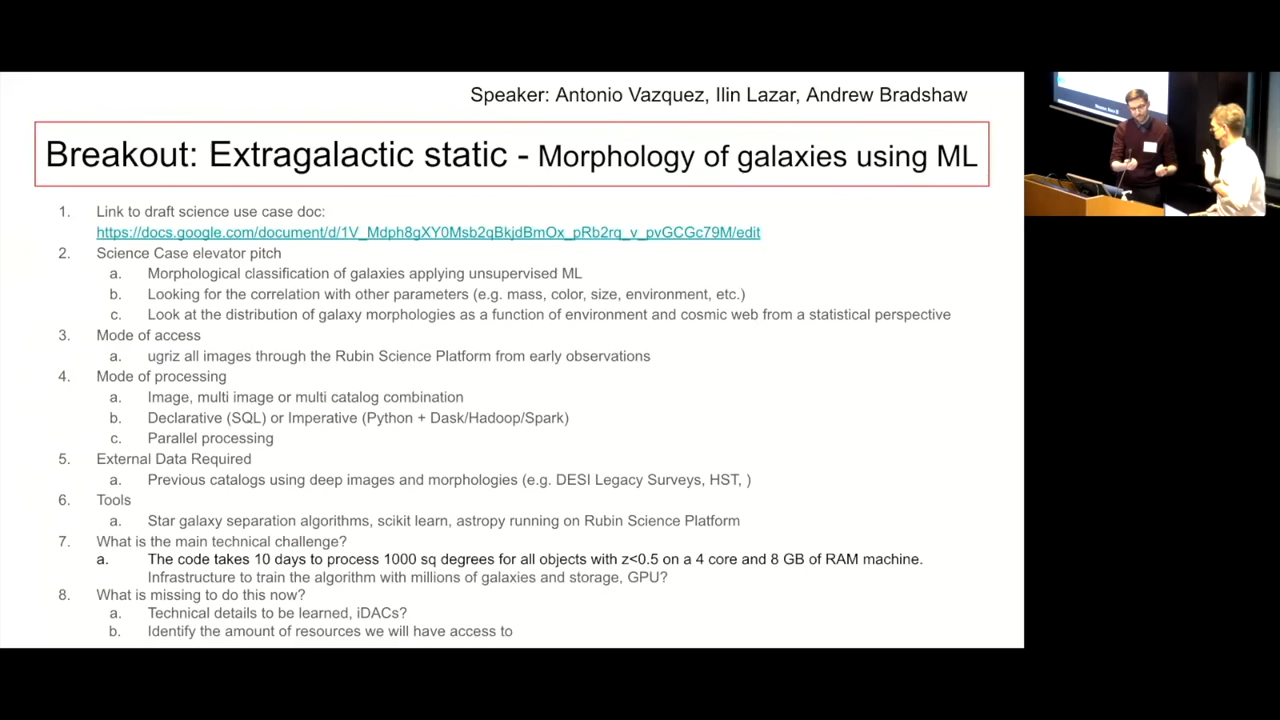 Speaker: Antonio Vazquez, Ilin Lazar, Andrew Bradshaw
Breakout: Extragalactic static - Morphology of galaxies using ML
1. Link to draft science use case doc:
https://docs.google.com/document/d/1V_Mdph8gXY0Msb2qBkjdBmOx_pRb2rq_v_pvGCGc79M/edit
2. Science Case elevator pitch
a. Morphological classification of galaxies applying unsupervised ML
b. Looking for the correlation with other parameters (e.g. mass, color, size, environment, etc.)
c. Look at the distribution of galaxy morphologies as a function of environment and cosmic web from a statistical perspective
3. Mode of access
a. ugriz all images through the Rubin Science Platform from early observations
4. Mode of processing
a. Image, multi image or multi catalog combination
b. Declarative (SQL) or Imperative (Python + Dask/Hadoop/Spark)
c. Parallel processing
5. External Data Required
a. Previous catalogs using deep images and morphologies (e.g. DESI Legacy Surveys, HST, )
6. Tools
a. Star galaxy separation algorithms, scikit learn, astropy running on Rubin Science Platform
7. What is the main technical challenge?
a. The code takes 10 days to process 1000 sq degrees for all objects with z<0.5 on a 4 core and 8 GB of RAM machine.
Infrastructure to train the algorithm with millions of galaxies and storage, GPU?
8. What is missing to do this now?
a. Technical details to be learned, iDACs?
b. Identify the amount of resources we will have access to